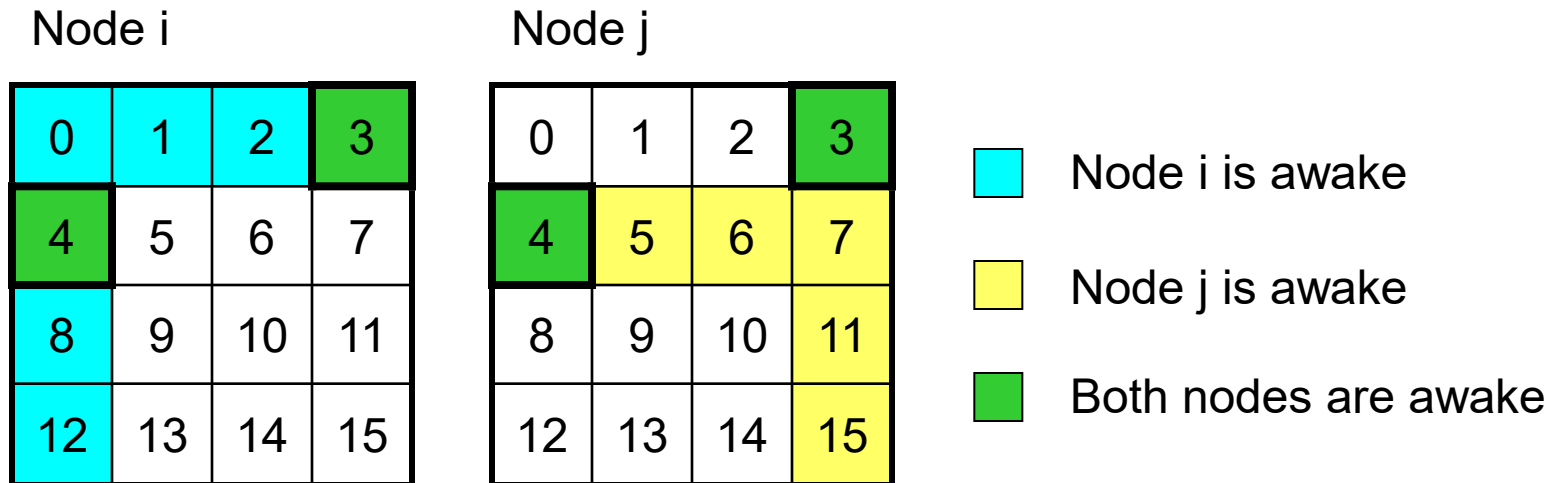 Node i
Node j
0 1 2 3
4 5 6 7
8 9 10 11
12 13 14 15
0 1 2 3
4 5 6 7
8 9 10 11
12 13 14 15
Node i is awake
Node j is awake
Both nodes are awake